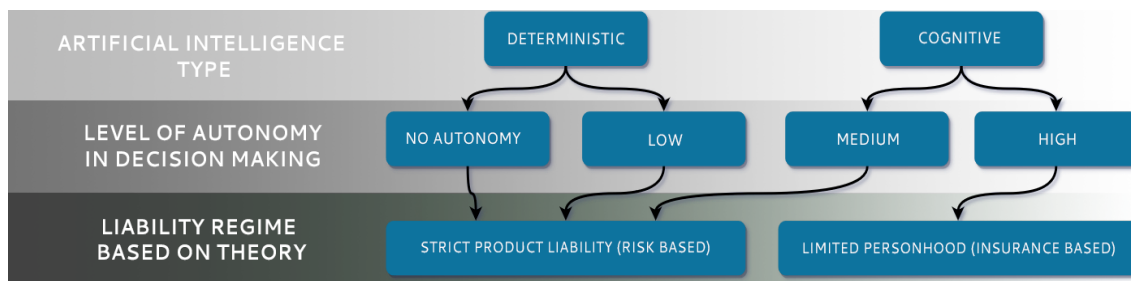 ARTIFICIAL INTELLIGENCE
TYPE
DETERMINISTIC
COGNITIVE
LEVEL OF AUTONOMY
IN DECISION MAKING
NO AUTONOMY
LOW
MEDIUM
HIGH
LIABILITY REGIME
BASED ON THEORY
STRICT PRODUCT LIABILITY (RISK BASED)
LIMITED PERSONHOOD (INSURANCE BASED)